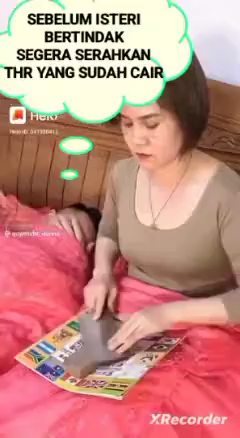 SEBELUM ISTERI
BERTINDAK
SEGERA SERAHKAN
THR YANG SUDAH CAIR
Helo
XRecorder